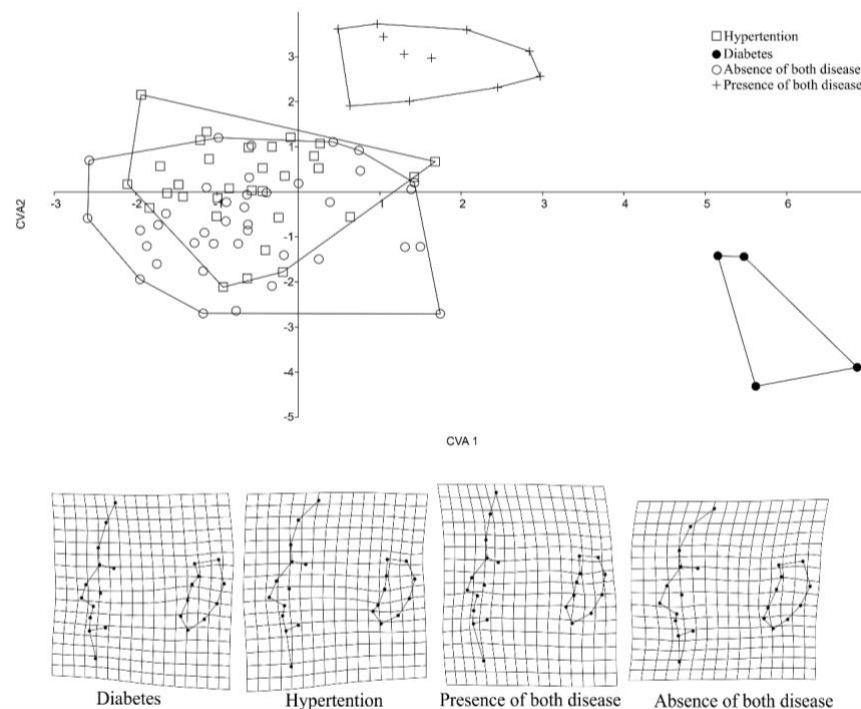 Hypertention
Diabetes
Absence of both disease
Presence of both disease
3
2
1
-3
-2
-1
1
2
3
4
5
6
-1
-2
-3
-4
-5
CVA2
CVA 1
Diabetes
Hypertention
Presence of both disease
Absence of both disease